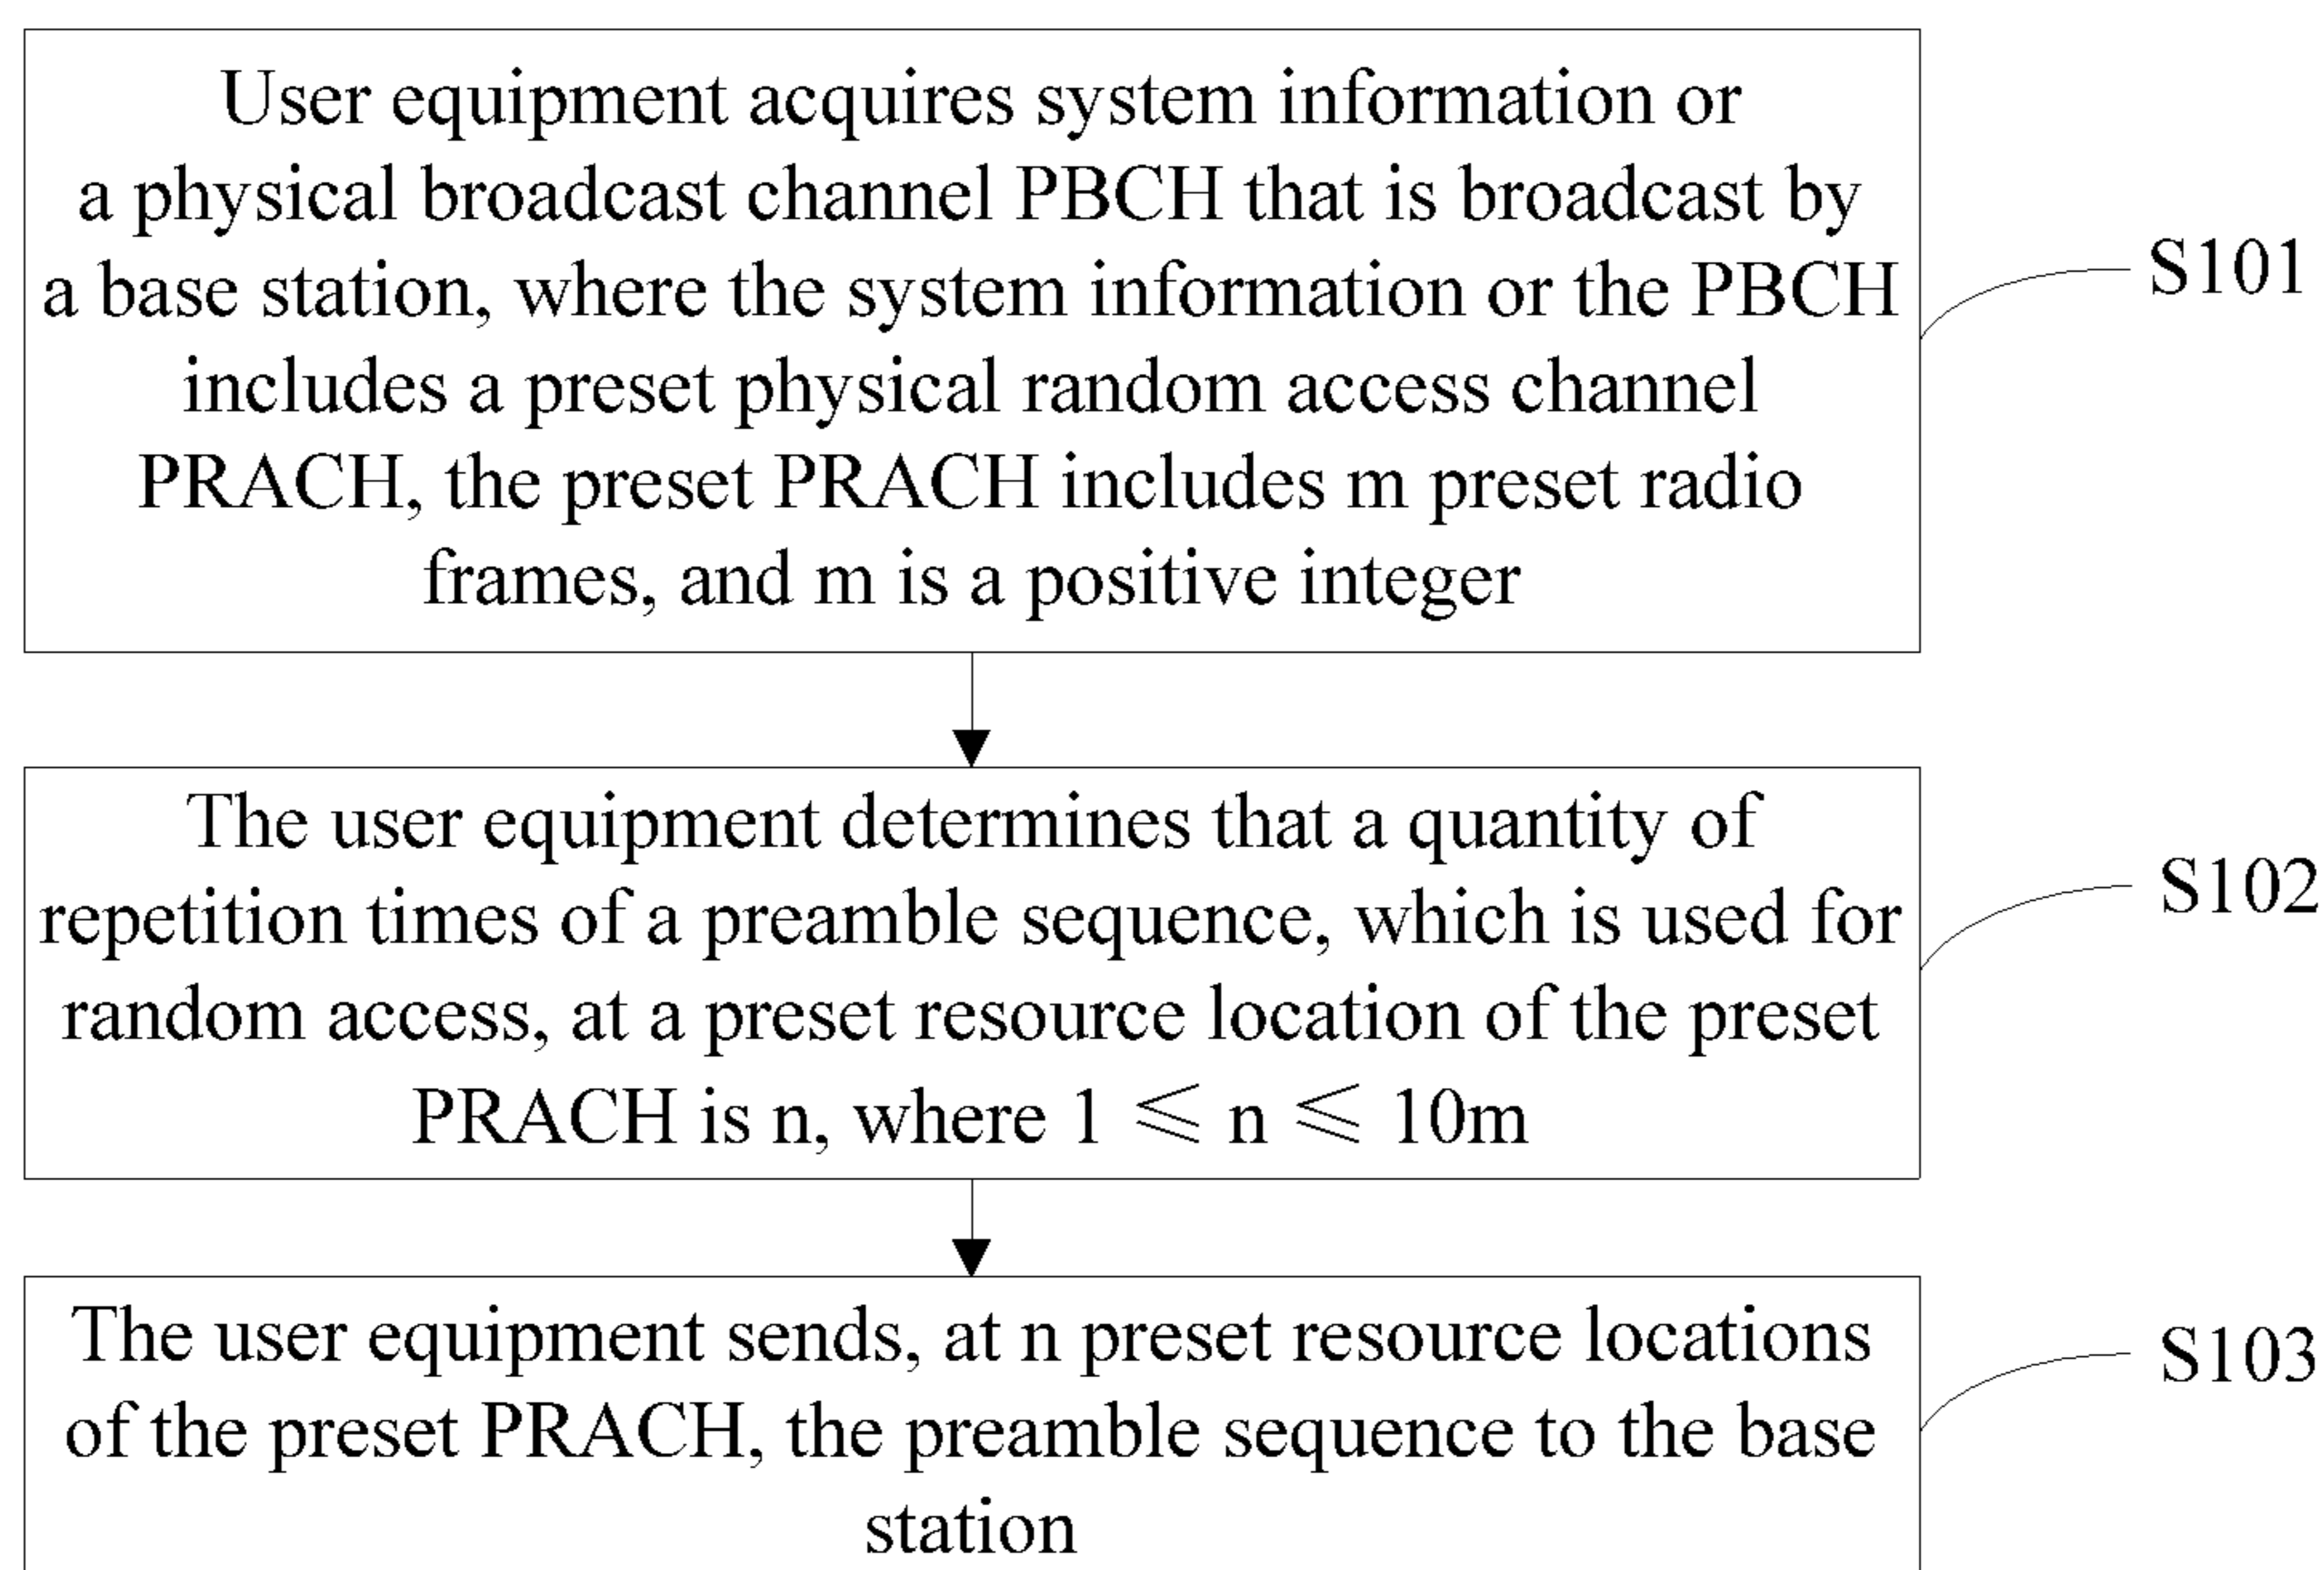 User equipment acquires system information or
a physical broadcast channel PBCH that is broadcast by
a base station, where the system information or the PBCH
includes a preset physical random access channel
PRACH, the preset PRACH includes m preset radio
frames, and m is a positive integer
S101
The user equipment determines that a quantity of
repetition times of a preamble sequence, which is used for
random access, at a preset resource location of the preset
PRACH is n, where 1 ⩽ n ⩽ 10m
S102
The user equipment sends, at n preset resource locations
of the preset PRACH, the preamble sequence to the base
station
S103